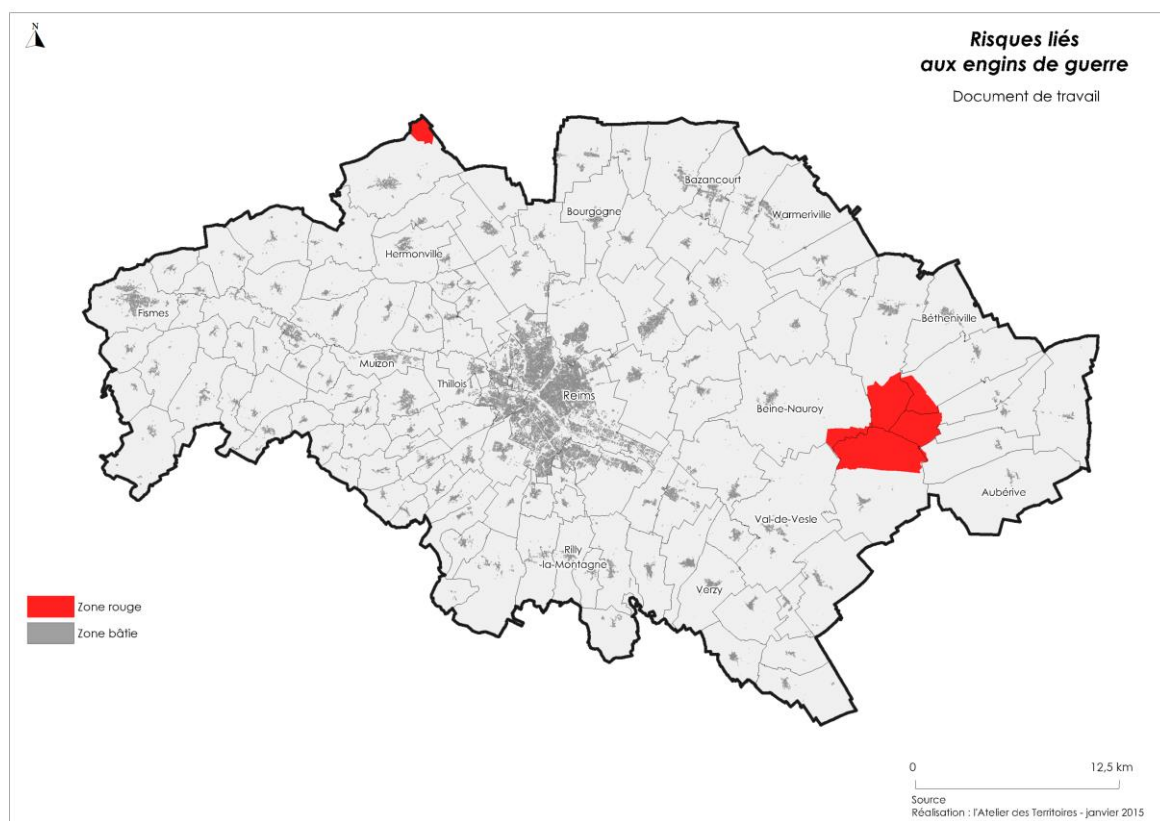 N
Risques liés
aux engins de guerre
Document de travail
Bazancourt
Bourgogne
Warmeriville
Hermonville
Fismes
Bétheniville
Muizon
Thillois
Reims
Beine-Nauroy
Aubérive
Val-de-Vesle
Rilly
-la-Montagne
Verzy
Zone rouge
Zone bâtie
0 12,5 km
Source
Réalisation : l'Atelier des Territoires - janvier 2015